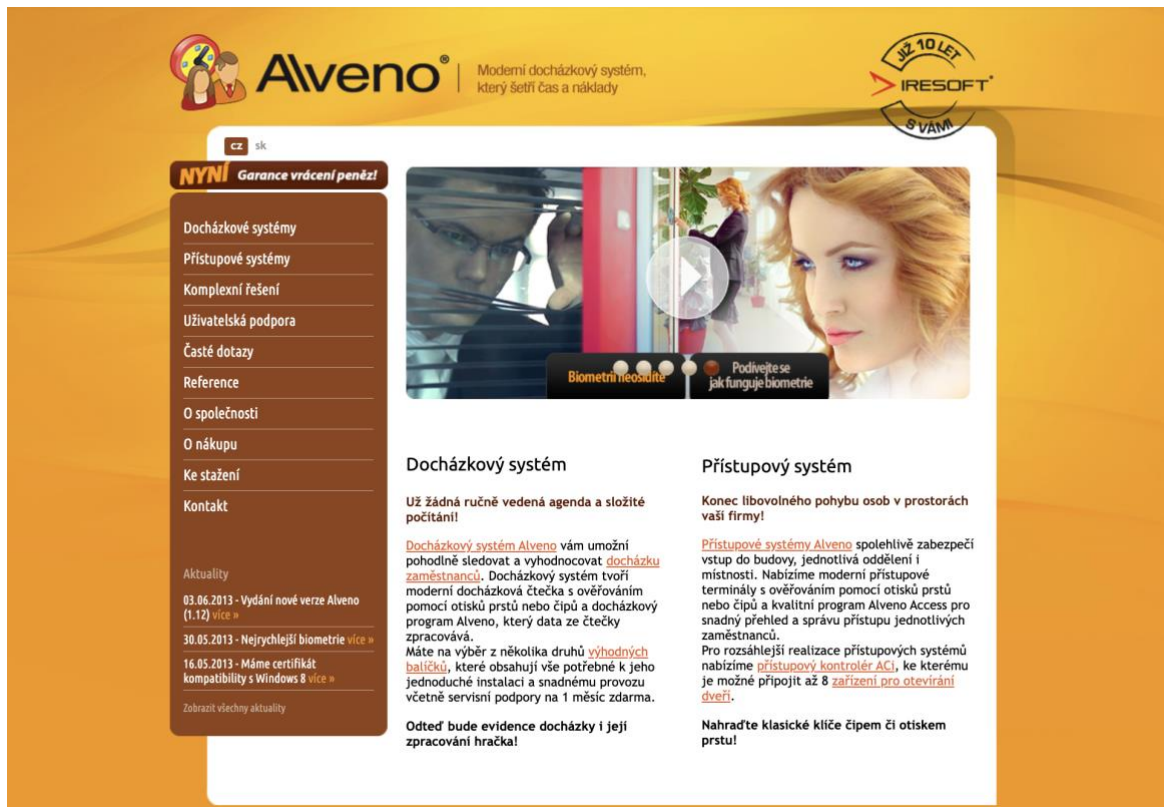 Alveno®
Moderní docházkový systém,
který šetří čas a náklady
JIŽ 10 LET
IRESOFT®
S VÁMI
cz sk
NYNÍ Garance vrácení peněz!
Docházkové systémy
Přístupové systémy
Komplexní řešení
Uživatelská podpora
Časté dotazy
Reference
O společnosti
O nákupu
Ke stažení
Kontakt
Aktuality
03.06.2013 - Vydání nové verze Alveno
(1.12) více »
30.05.2013 - Nejrychlejší biometrie více »
16.05.2013 - Máme certifikát
kompatibility s Windows 8 více »
Zobrazit všechny aktuality
Biometrii neošidíte
Podívejte se
jak funguje biometrie
Docházkový systém
Už žádná ručně vedená agenda a složité
počítání!
Docházkový systém Alveno vám umožní
pohodlně sledovat a vyhodnocovat docházku
zaměstnanců. Docházkový systém tvoří
moderní docházková čtečka s ověřováním
pomocí otisků prstů nebo čipů a docházkový
program Alveno, který data ze čtečky
zpracovává.
Máte na výběr z několika druhů výhodných
balíčků, které obsahují vše potřebné k jeho
jednoduché instalaci a snadnému provozu
včetně servisní podpory na 1 měsíc zdarma.
Odteď bude evidence docházky i její
zpracování hračka!
Přístupový systém
Konec libovolného pohybu osob v prostorách
vaší firmy!
Přístupové systémy Alveno spolehlivě zabezpečí
vstup do budovy, jednotlivá oddělení i
místnosti. Nabízíme moderní přístupové
terminály s ověřováním pomocí otisků prstů
nebo čipů a kvalitní program Alveno Access pro
snadný přehled a správu přístupu jednotlivých
zaměstnanců.
Pro rozsáhlejší realizace přístupových systémů
nabízíme přístupový kontrolér ACi, ke kterému
je možné připojit až 8 zařízení pro otevírání
dveří.
Nahraďte klasické klíče čipem či otiskem
prstu!